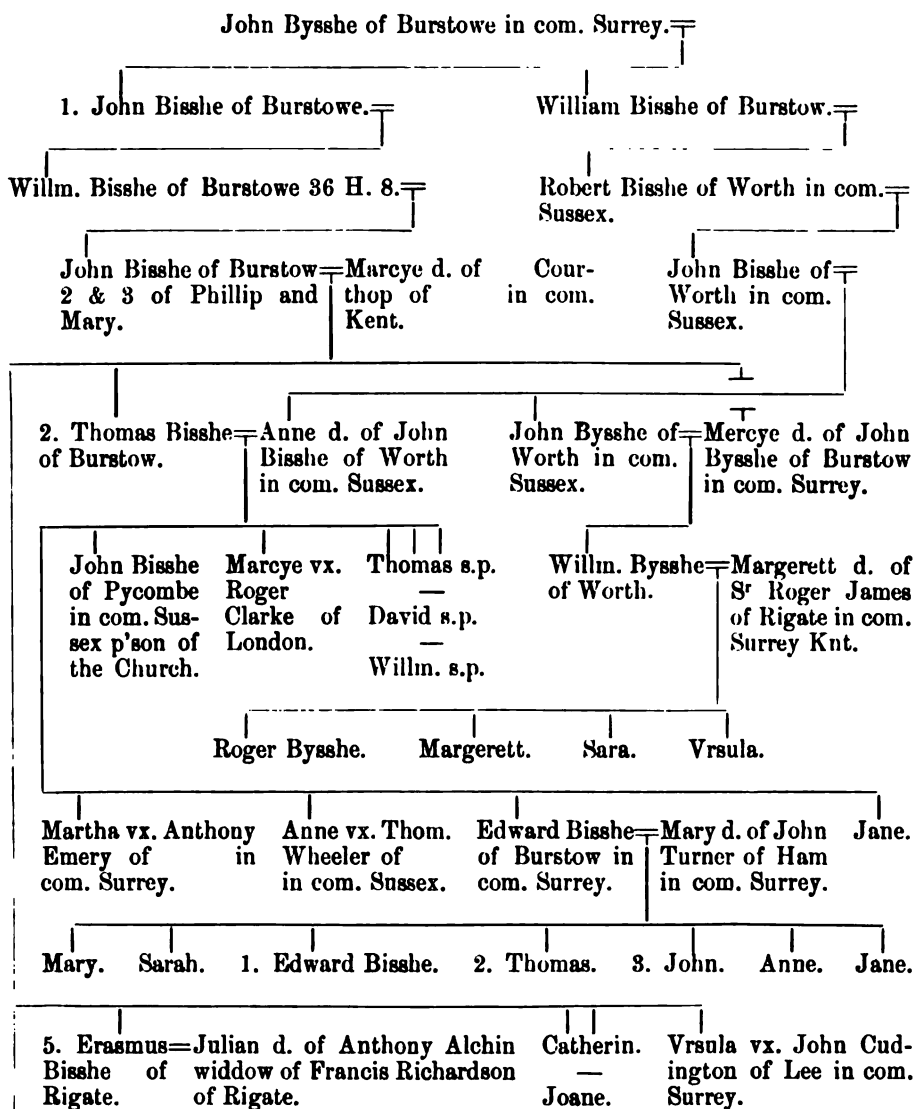 John Bysshe of Burstowe in com. Surrey.
1. John Bisshe of Burstowe.
William Bisshe of Burstow.
Willm. Bisshe of Burstowe 36 H. 8.
Robert Bisshe of Worth in com.
Sussex.
John Bisshe of Burstow
2 & 3 of Phillip and
Mary.
Marcye d. of Cour-
thop of in com.
Kent.
John Bisshe of
Worth in com.
Sussex.
2. Thomas Bisshe
of Burstow.
Anne d. of John
Bisshe of Worth
in com. Sussex.
John Bysshe of
Worth in com.
Sussex.
Mercye d. of John
Bysshe of Burstow
in com. Surrey.
John Bisshe
of Pycombe
in com. Sus-
sex p'son of
the Church.
Marcye vx.
Roger
Clarke of
London.
Thomas s.p.
—
David s.p.
—
Willm. s.p.
Willm. Bysshe
of Worth.
Margerett d. of
Sr Roger James
of Rigate in com.
Surrey Knt.
Roger Bysshe.
Margerett.
Sara.
Vrsula.
Martha vx. Anthony
Emery of in
com. Surrey.
Anne vx. Thom.
Wheeler of
in com. Sussex.
Edward Bisshe
of Burstow in
com. Surrey.
Mary d. of John
Turner of Ham
in com. Surrey.
Jane.
Mary.
Sarah.
1. Edward Bisshe.
2. Thomas.
3. John.
Anne.
Jane.
5. Erasmus
Bisshe of
Rigate.
Julian d. of Anthony Alchin
widdow of Francis Richardson
of Rigate.
Catherin.
—
Joane.
Vrsula vx. John Cud-
ington of Lee in com.
Surrey.